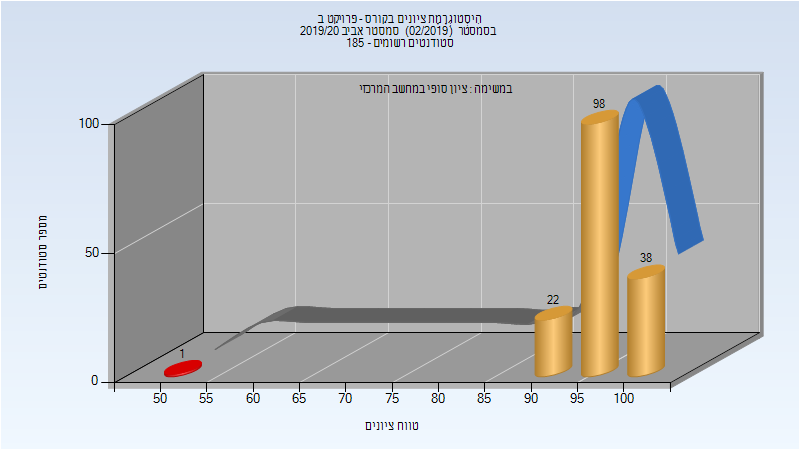 היסטוגרמת ציונים בקורס - פרויקט ב
בסמסטר (02/2019) סמסטר אביב 2019/20
סטודנטים רשומים - 185
במשימה : ציון סופי במחשב המרכזי
מספר סטודנטים
100
50
0
1
22
98
38
50 55 60 65 70 75 80 85 90 95 100
טווח ציונים